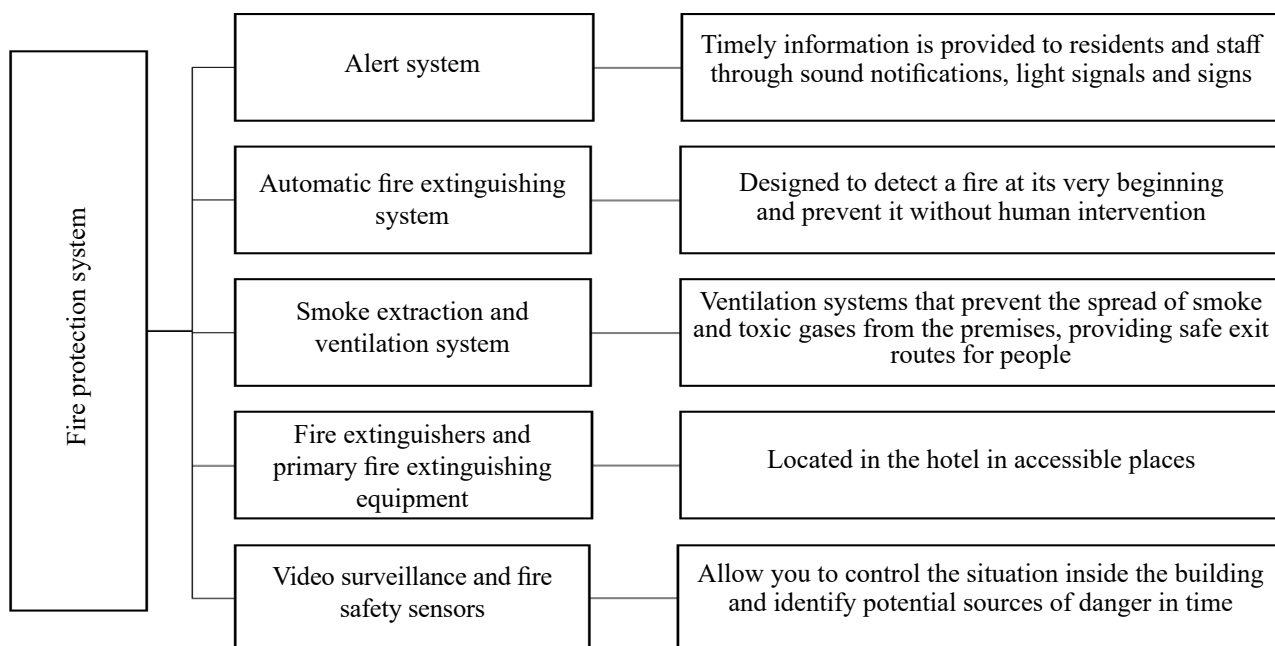 Fire protection system
Alert system
Timely information is provided to residents and staff
through sound notifications, light signals and signs
Automatic fire extinguishing
system
Designed to detect a fire at its very beginning
and prevent it without human intervention
Smoke extraction and
ventilation system
Ventilation systems that prevent the spread of smoke
and toxic gases from the premises, providing safe exit
routes for people
Fire extinguishers and
primary fire extinguishing
equipment
Located in the hotel in accessible places
Video surveillance and fire
safety sensors
Allow you to control the situation inside the building
and identify potential sources of danger in time